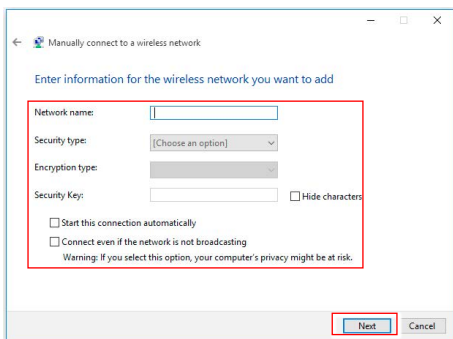 Manually connect to a wireless network
Enter information for the wireless network you want to add
Network name:
Security type: [Choose an option]
Encryption type:
Security Key: Hide characters
Start this connection automatically
Connect even if the network is not broadcasting
Warning: If you select this option, your computer's privacy might be at risk.
Next Cancel